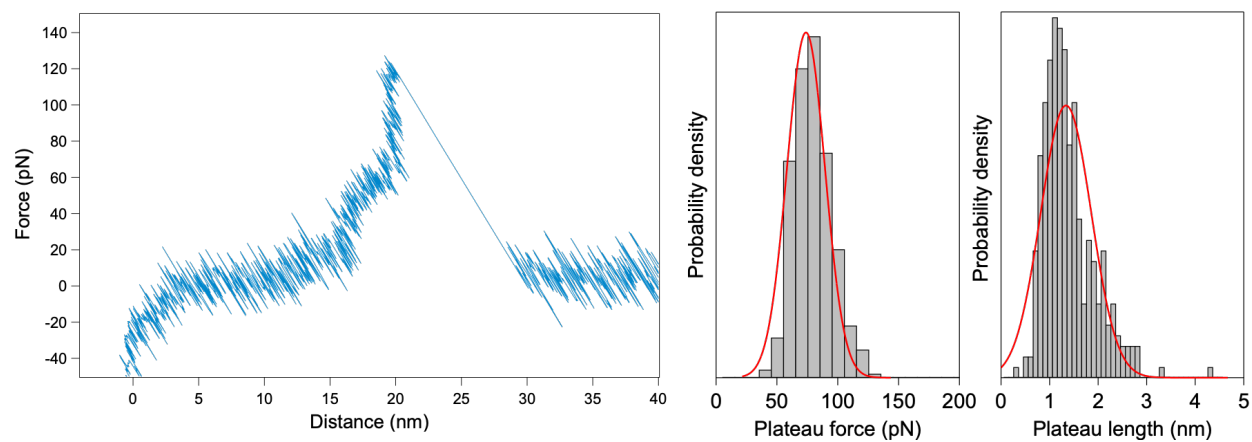 140
120
100
80
60
40
20
0
-20
-40
Force (pN)
0 5 10 15 20 25 30 35 40
Distance (nm)
Probability density
0 50 100 150 200
Plateau force (pN)
Probability density
0 1 2 3 4 5
Plateau length (nm)